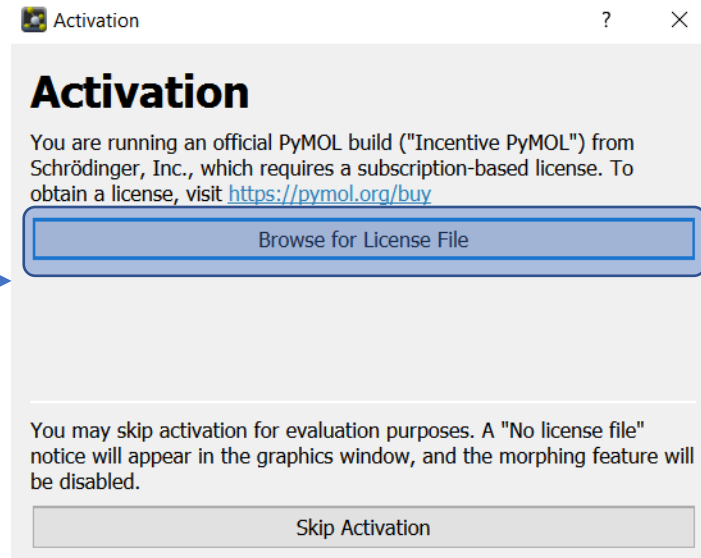 Activation
?
Activation
You are running an official PyMOL build ("Incentive PyMOL") from
Schrödinger, Inc., which requires a subscription-based license. To
obtain a license, visit https://pymol.org/buy
Browse for License File
You may skip activation for evaluation purposes. A "No license file"
notice will appear in the graphics window, and the morphing feature will
be disabled.
Skip Activation